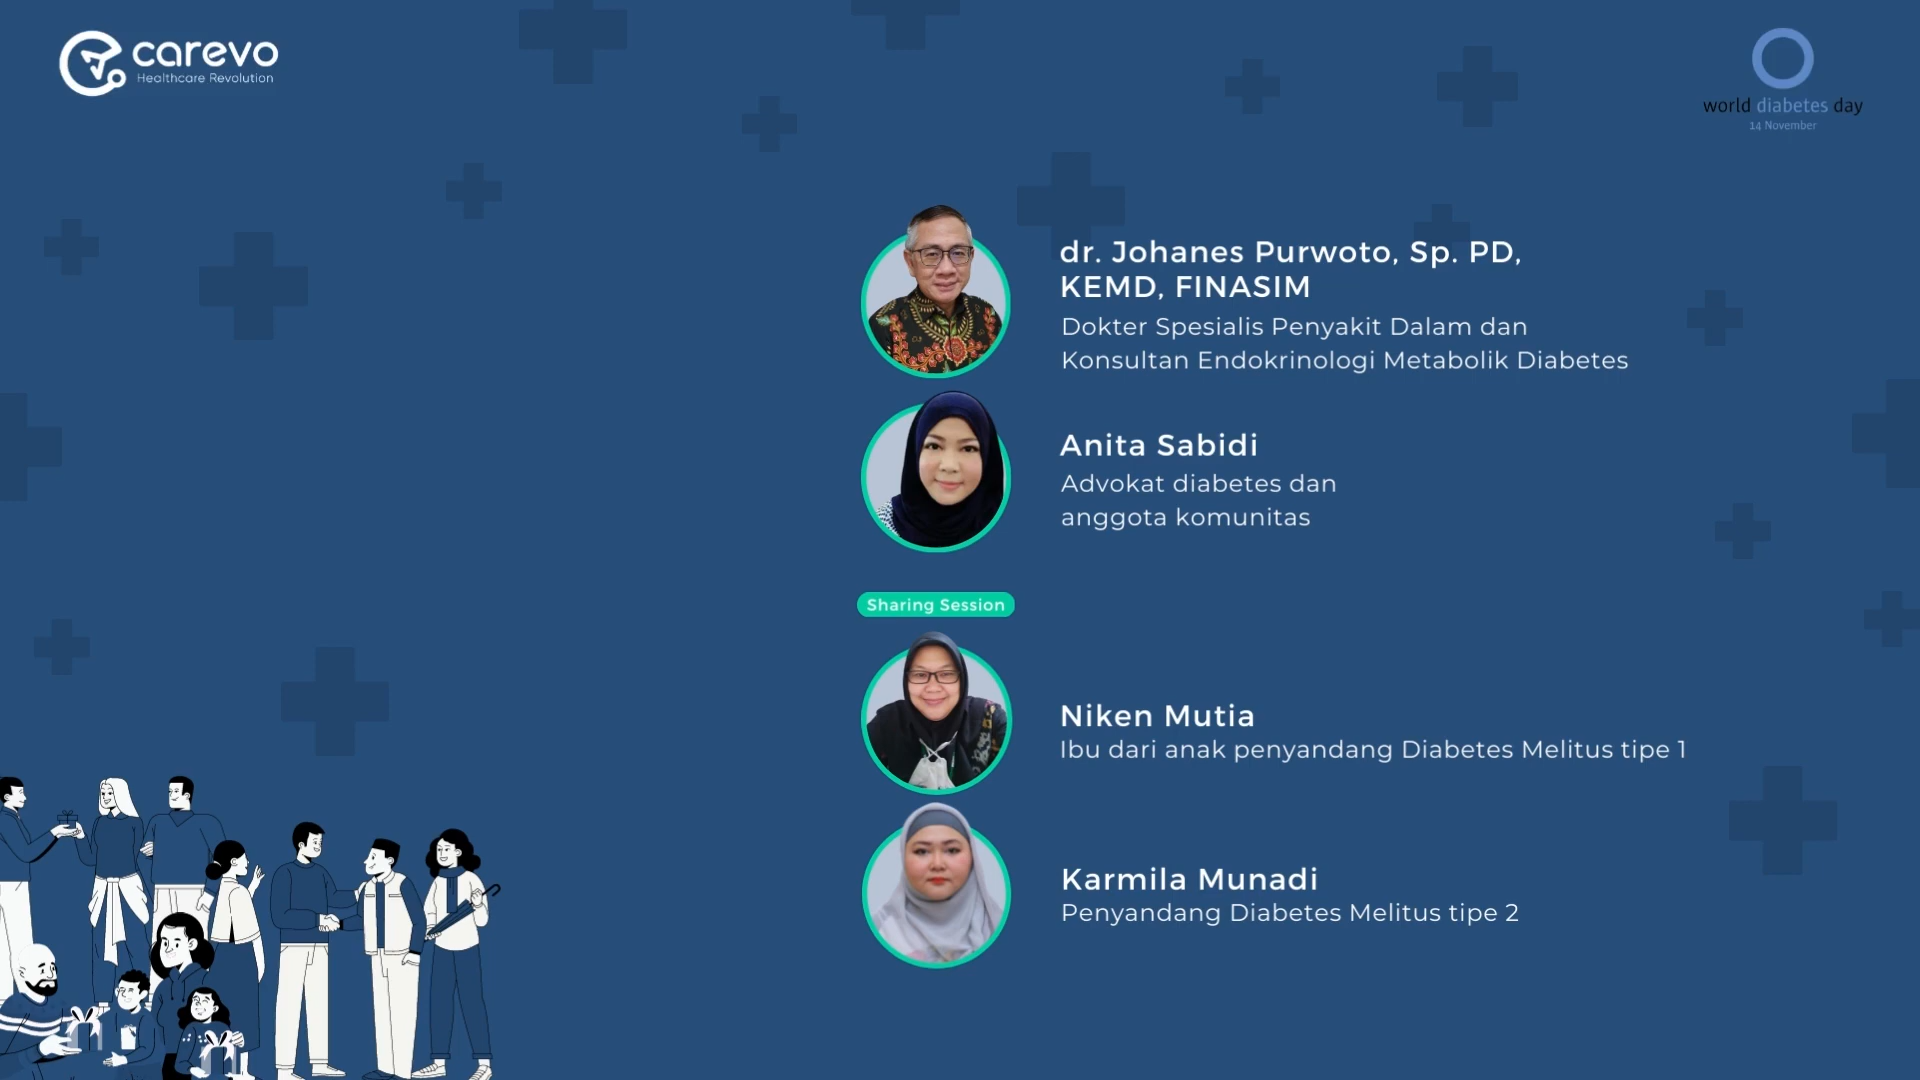 carevo
Healthcare Revolution
world diabetes day
14 November
dr. Johanes Purwoto, Sp. PD,
KEMD, FINASIM
Dokter Spesialis Penyakit Dalam dan
Konsultan Endokrinologi Metabolik Diabetes
Anita Sabidi
Advokat diabetes dan
anggota komunitas
Sharing Session
Niken Mutia
Ibu dari anak penyandang Diabetes Melitus tipe 1
Karmila Munadi
Penyandang Diabetes Melitus tipe 2